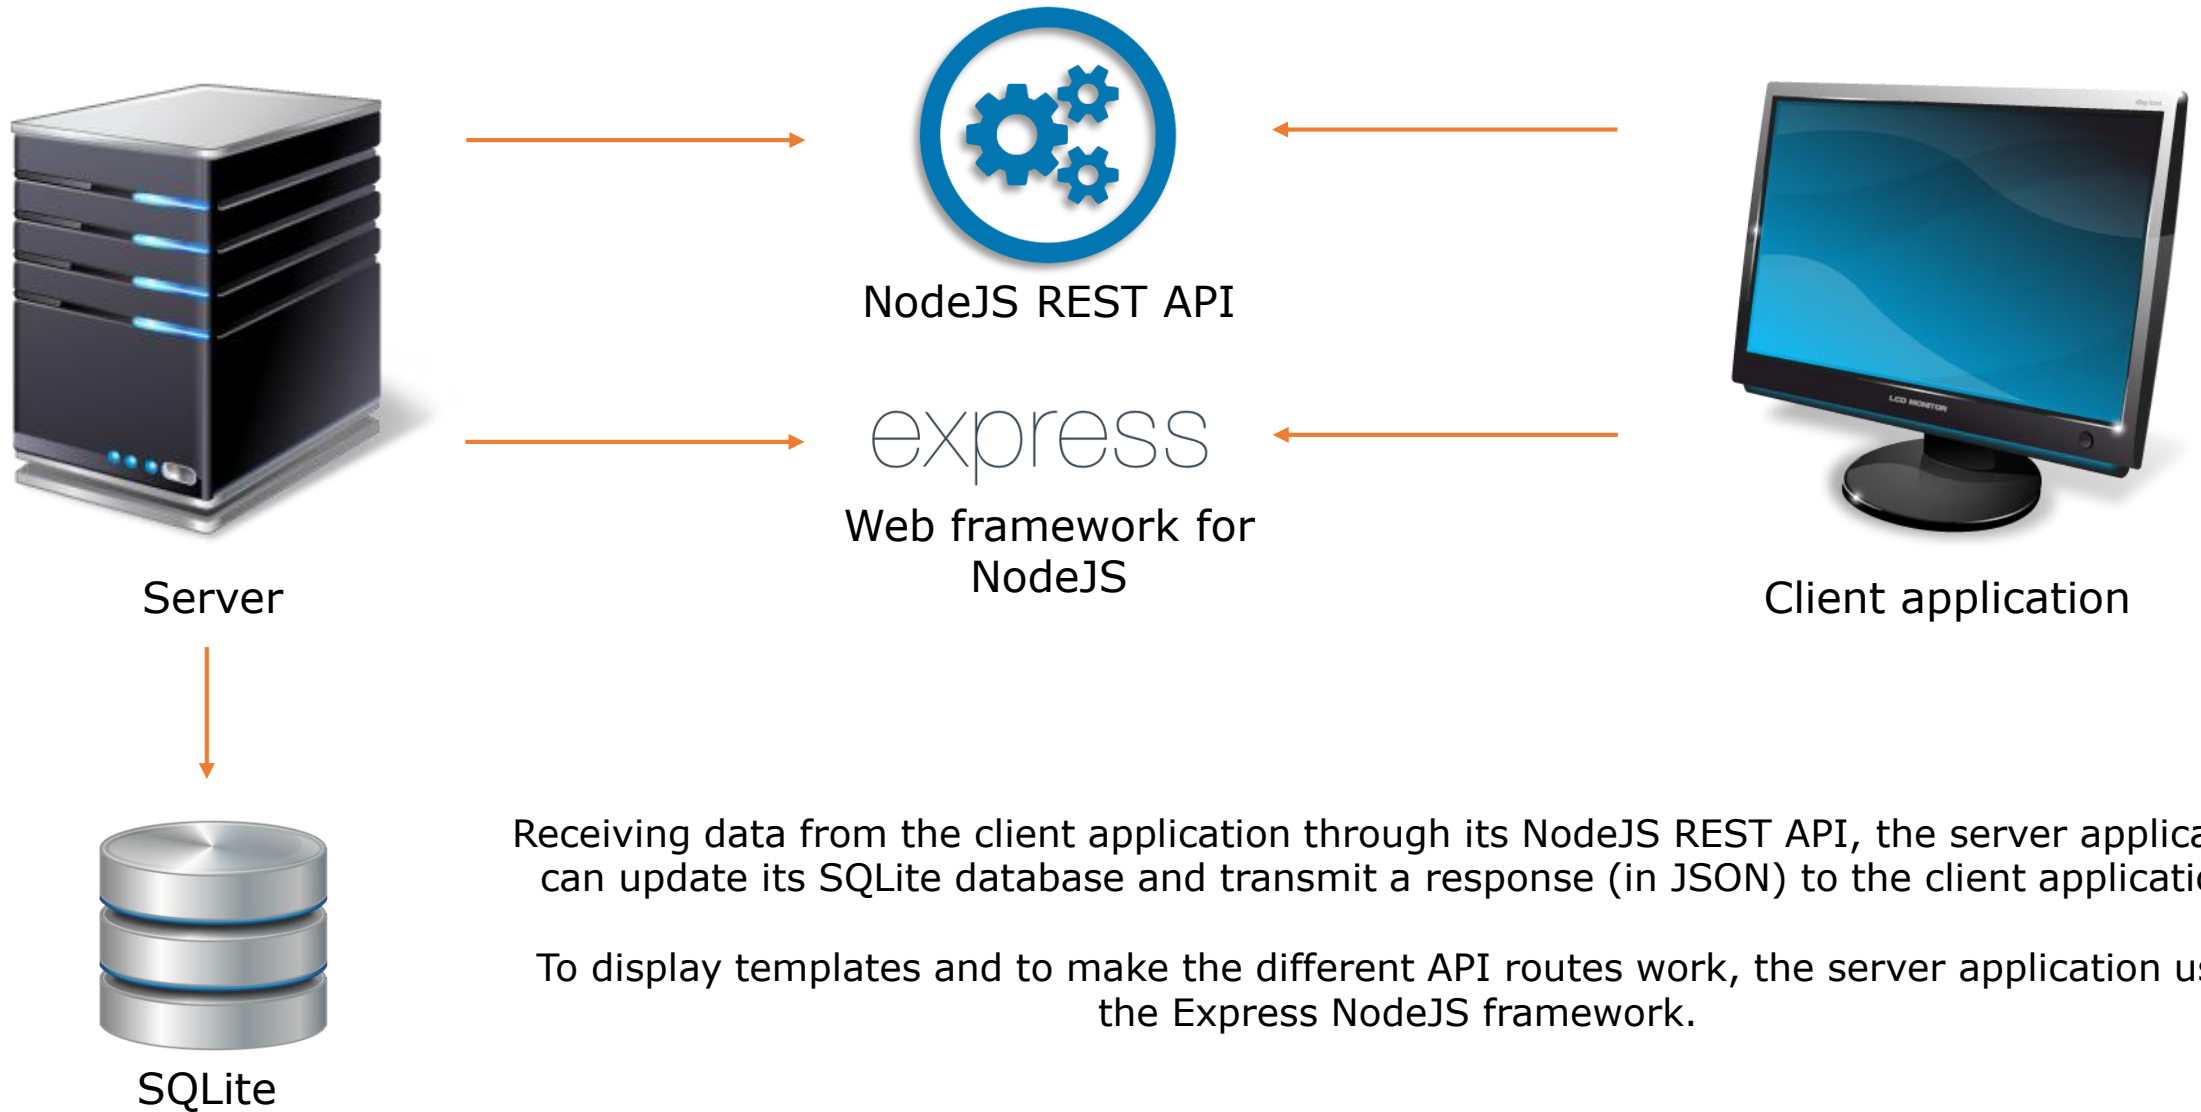 NodeJS REST API
express
Web framework for
NodeJS
LCD MONITOR
Server
Client application
Receiving data from the client application through its NodeJS REST API, the server
can update its SQLite database and transmit a response (in JSON) to the client
To display templates and to make the different API routes work, the server application
the Express NodeJS framework.
SQLite